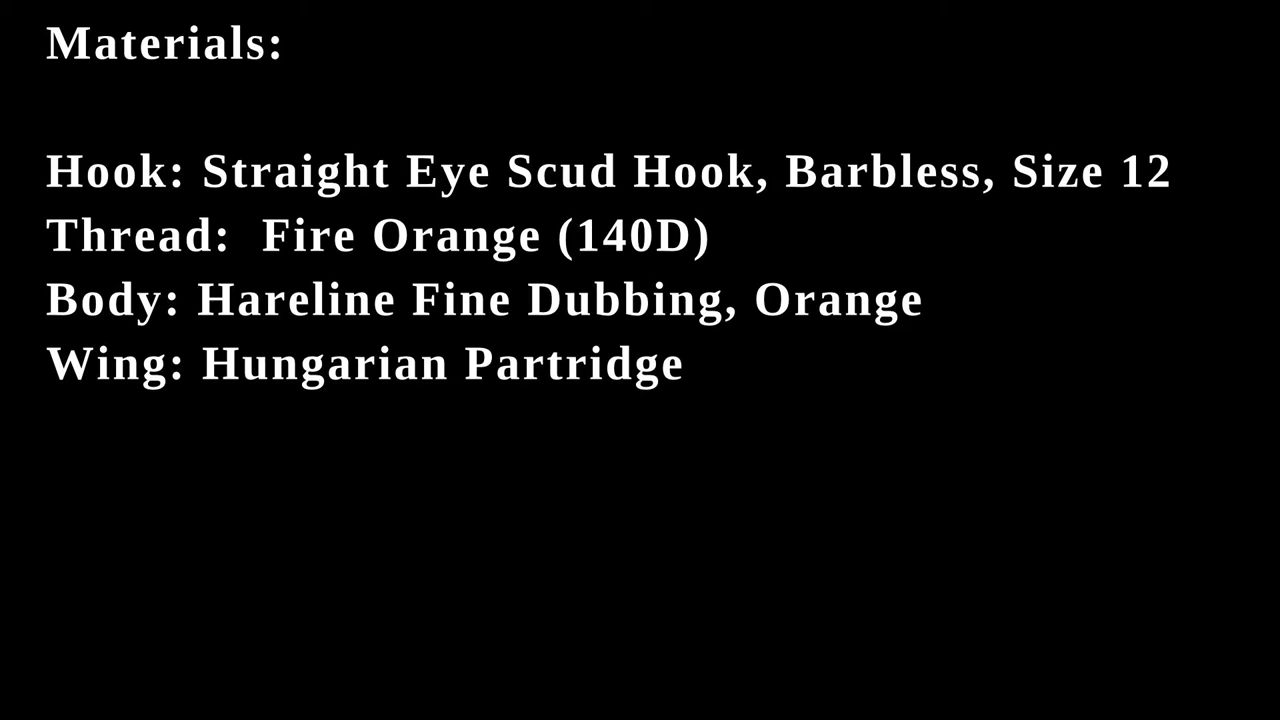 Materials:
Hook: Straight Eye Scud Hook, Barbless, Size 12
Thread:  Fire Orange (140D)
Body: Hareline Fine Dubbing, Orange
Wing: Hungarian Partridge